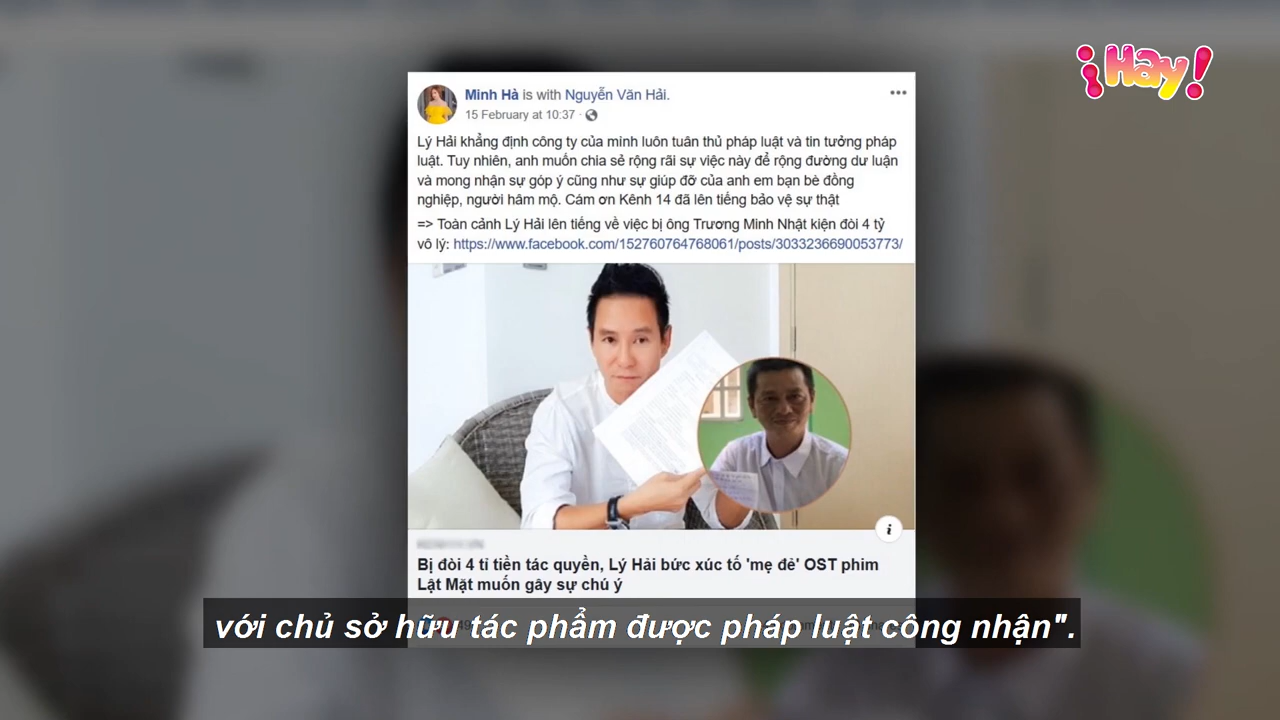 ¡Hay!
Minh Hà is with Nguyễn Văn Hải.
15 February at 10:37
Lý Hải khẳng định công ty của mình luôn tuân thủ pháp luật và tin tưởng pháp
luật. Tuy nhiên, anh muốn chia sẻ rộng rãi sự việc này để rộng đường dư luận
và mong nhận sự góp ý cũng như sự giúp đỡ của anh em bạn bè đồng
nghiệp, người hâm mộ. Cám ơn Kênh 14 đã lên tiếng bảo vệ sự thật
=> Toàn cảnh Lý Hải lên tiếng về việc bị ông Trương Minh Nhật kiện đòi 4 tỷ
vô lý: https://www.facebook.com/152760764768061/posts/3033236690053773/
i
Bị đòi 4 tỉ tiền tác quyền, Lý Hải bức xúc tố 'mẹ đẻ' OST phim
Lật Mặt muốn gây sự chú ý
với chủ sở hữu tác phẩm được pháp luật công nhận".